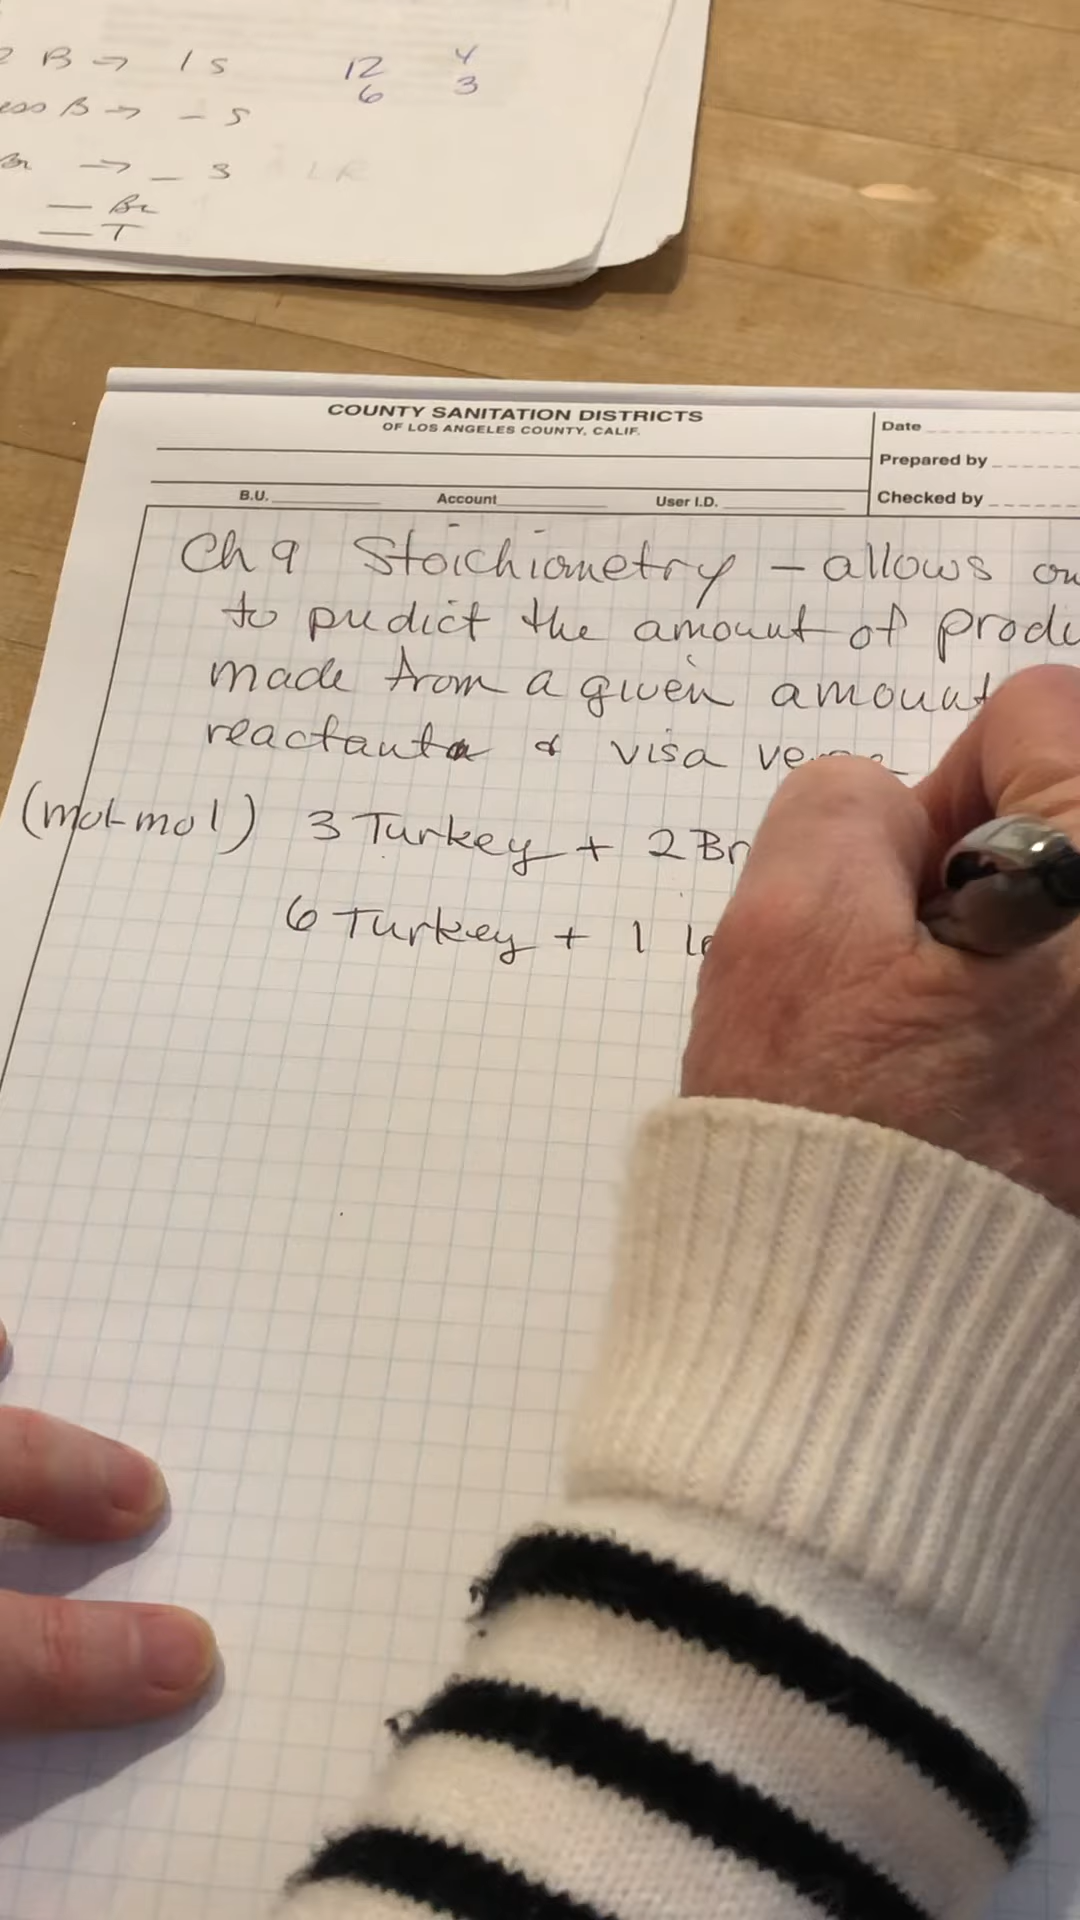 B → 1 S 12 4
6 3
B → _ S
→ _ S
_ Br
_ T
COUNTY SANITATION DISTRICTS
OF LOS ANGELES COUNTY, CALIF.
Date
Prepared by
B.U. Account User I.D. Checked by
Ch 9 Stoichiometry - allows
to predict the amount of
made from a given amount
reactants & visa
(mol-mol) 3 Turkey + 2
6 Turkey + 1